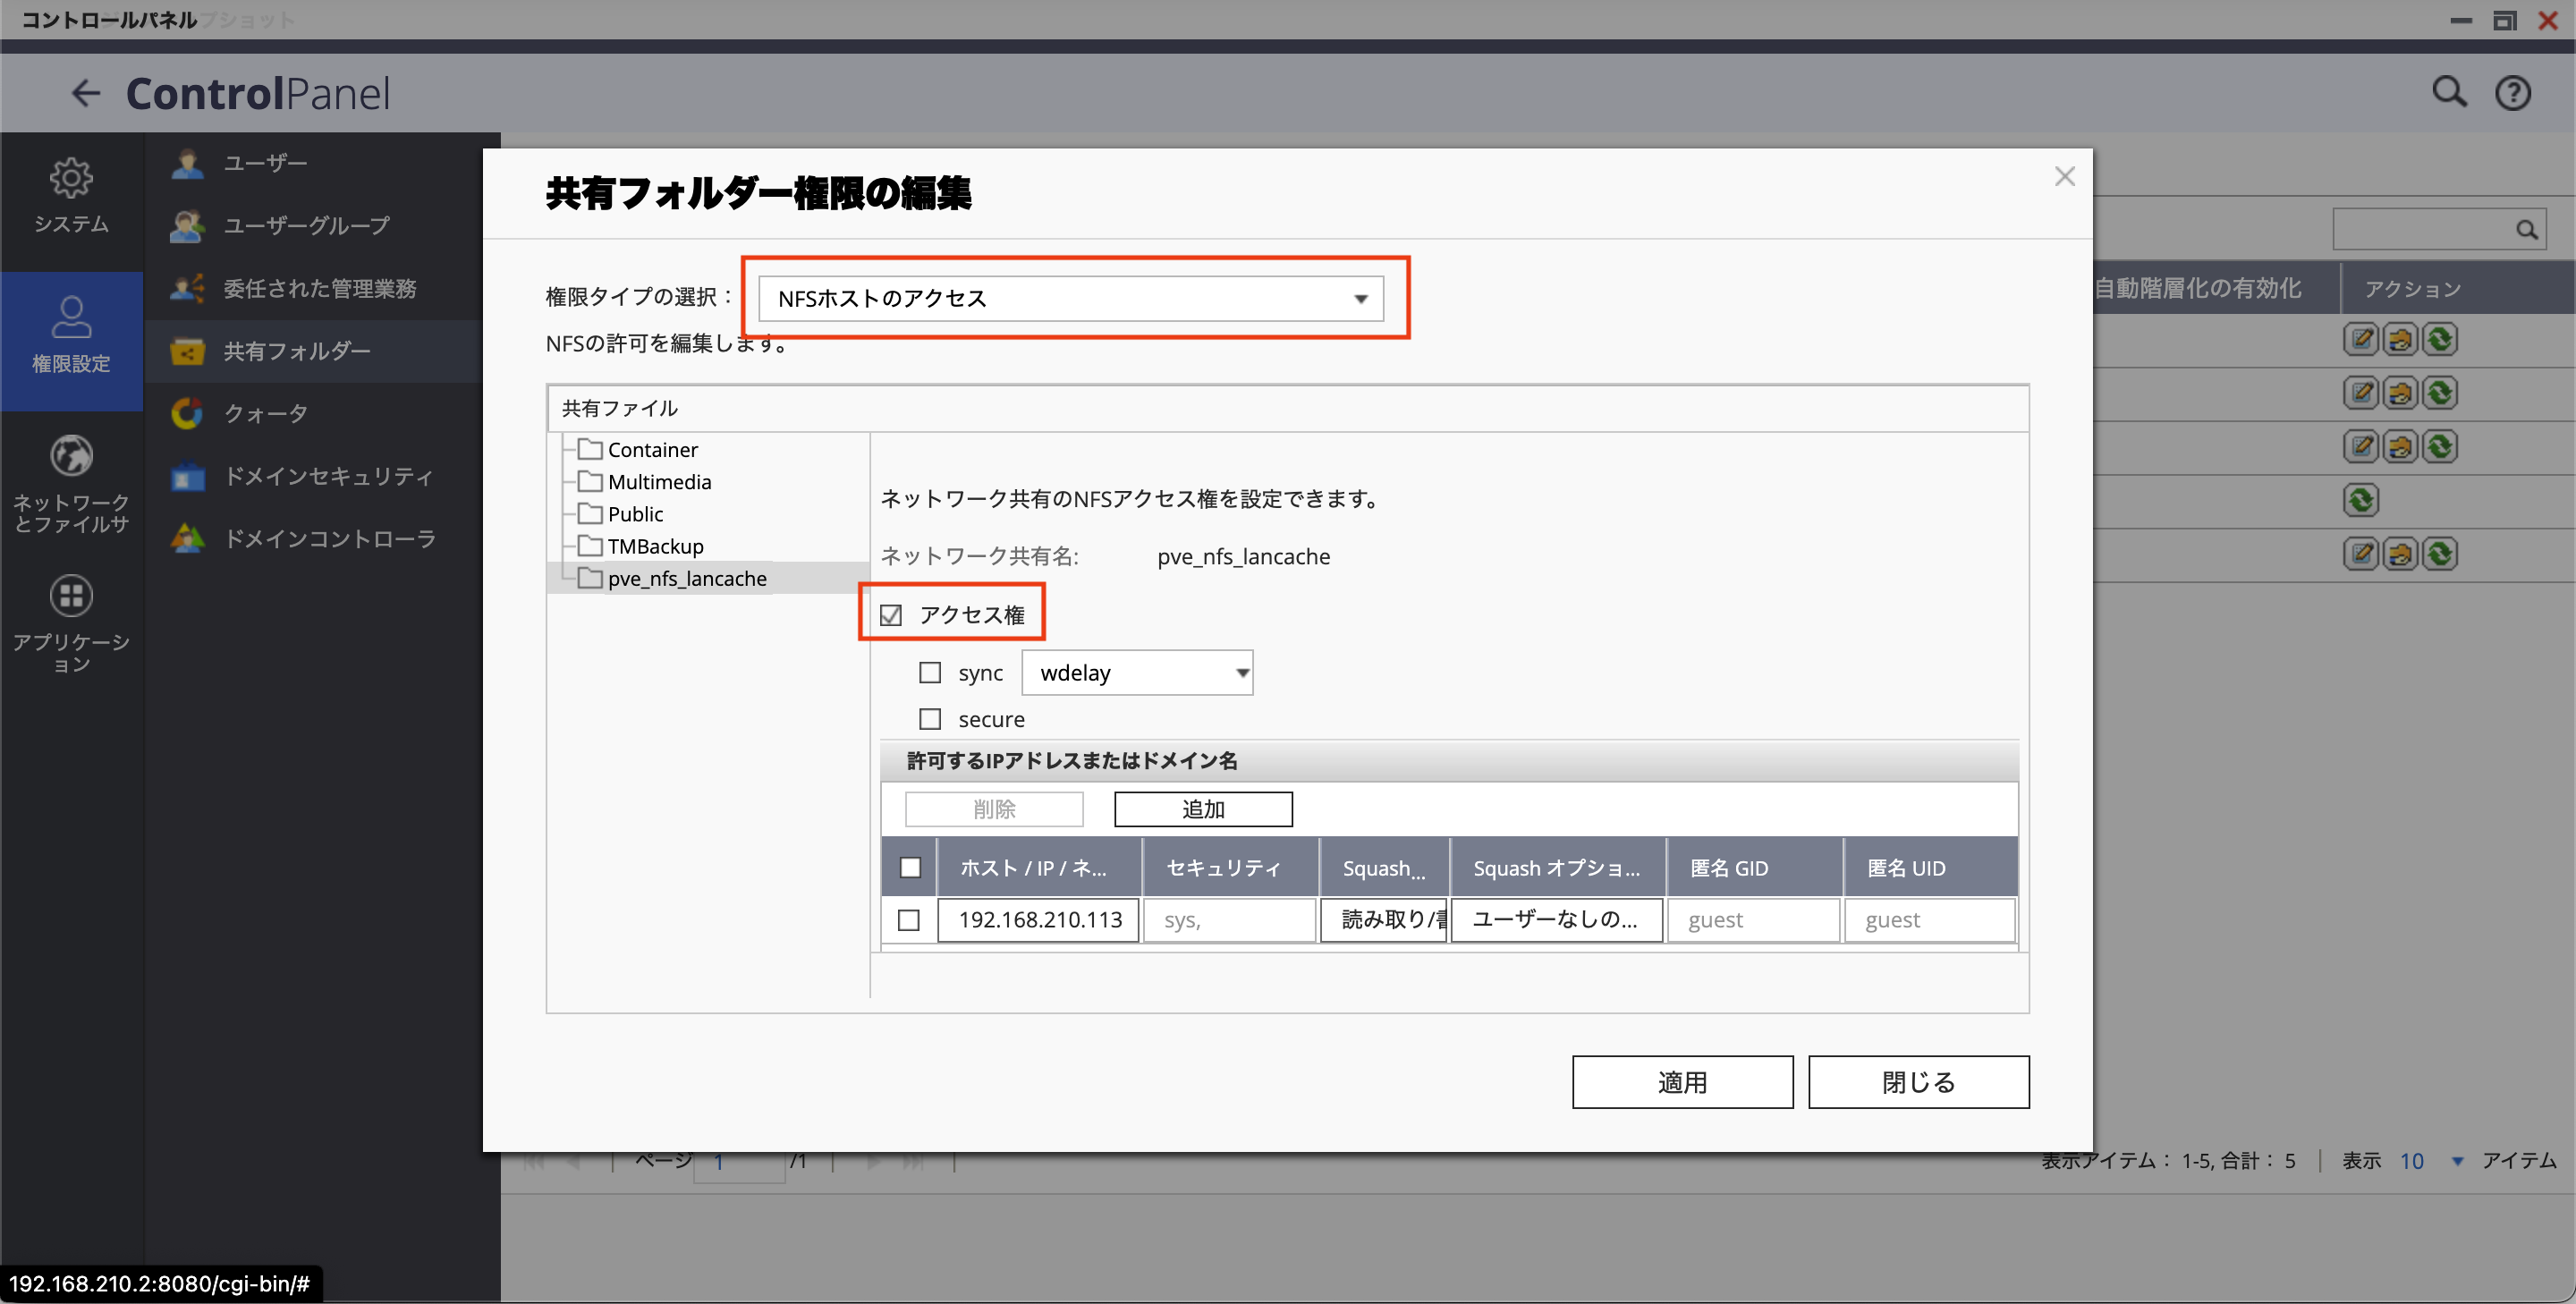 コントロールパネル
ControlPanel
システム
権限設定
ネットワーク
とファイルサ
アプリケーシ
ョン
ユーザー
ユーザーグループ
委任された管理業務
共有フォルダー
クォータ
ドメインセキュリティ
ドメインコントローラ
共有フォルダー権限の編集
権限タイプの選択：
NFSホストのアクセス
NFSの許可を編集します。
共有ファイル
Container
Multimedia
Public
TMBackup
pve_nfs_lancache
ネットワーク共有のNFSアクセス権を設定できます。
ネットワーク共有名: pve_nfs_lancache
アクセス権
sync wdelay
secure
許可するIPアドレスまたはドメイン名
削除 追加
ホスト / IP / ネ... セキュリティ Squash... Squash オプショ... 匿名 GID 匿名 UID
192.168.210.113 sys, 読み取り/書 ユーザーなしの... guest guest
適用 閉じる
自動階層化の有効化 アクション
ページ 1 /1
表示アイテム： 1-5, 合計： 5 | 表示 10 アイテム
192.168.210.2:8080/cgi-bin/#